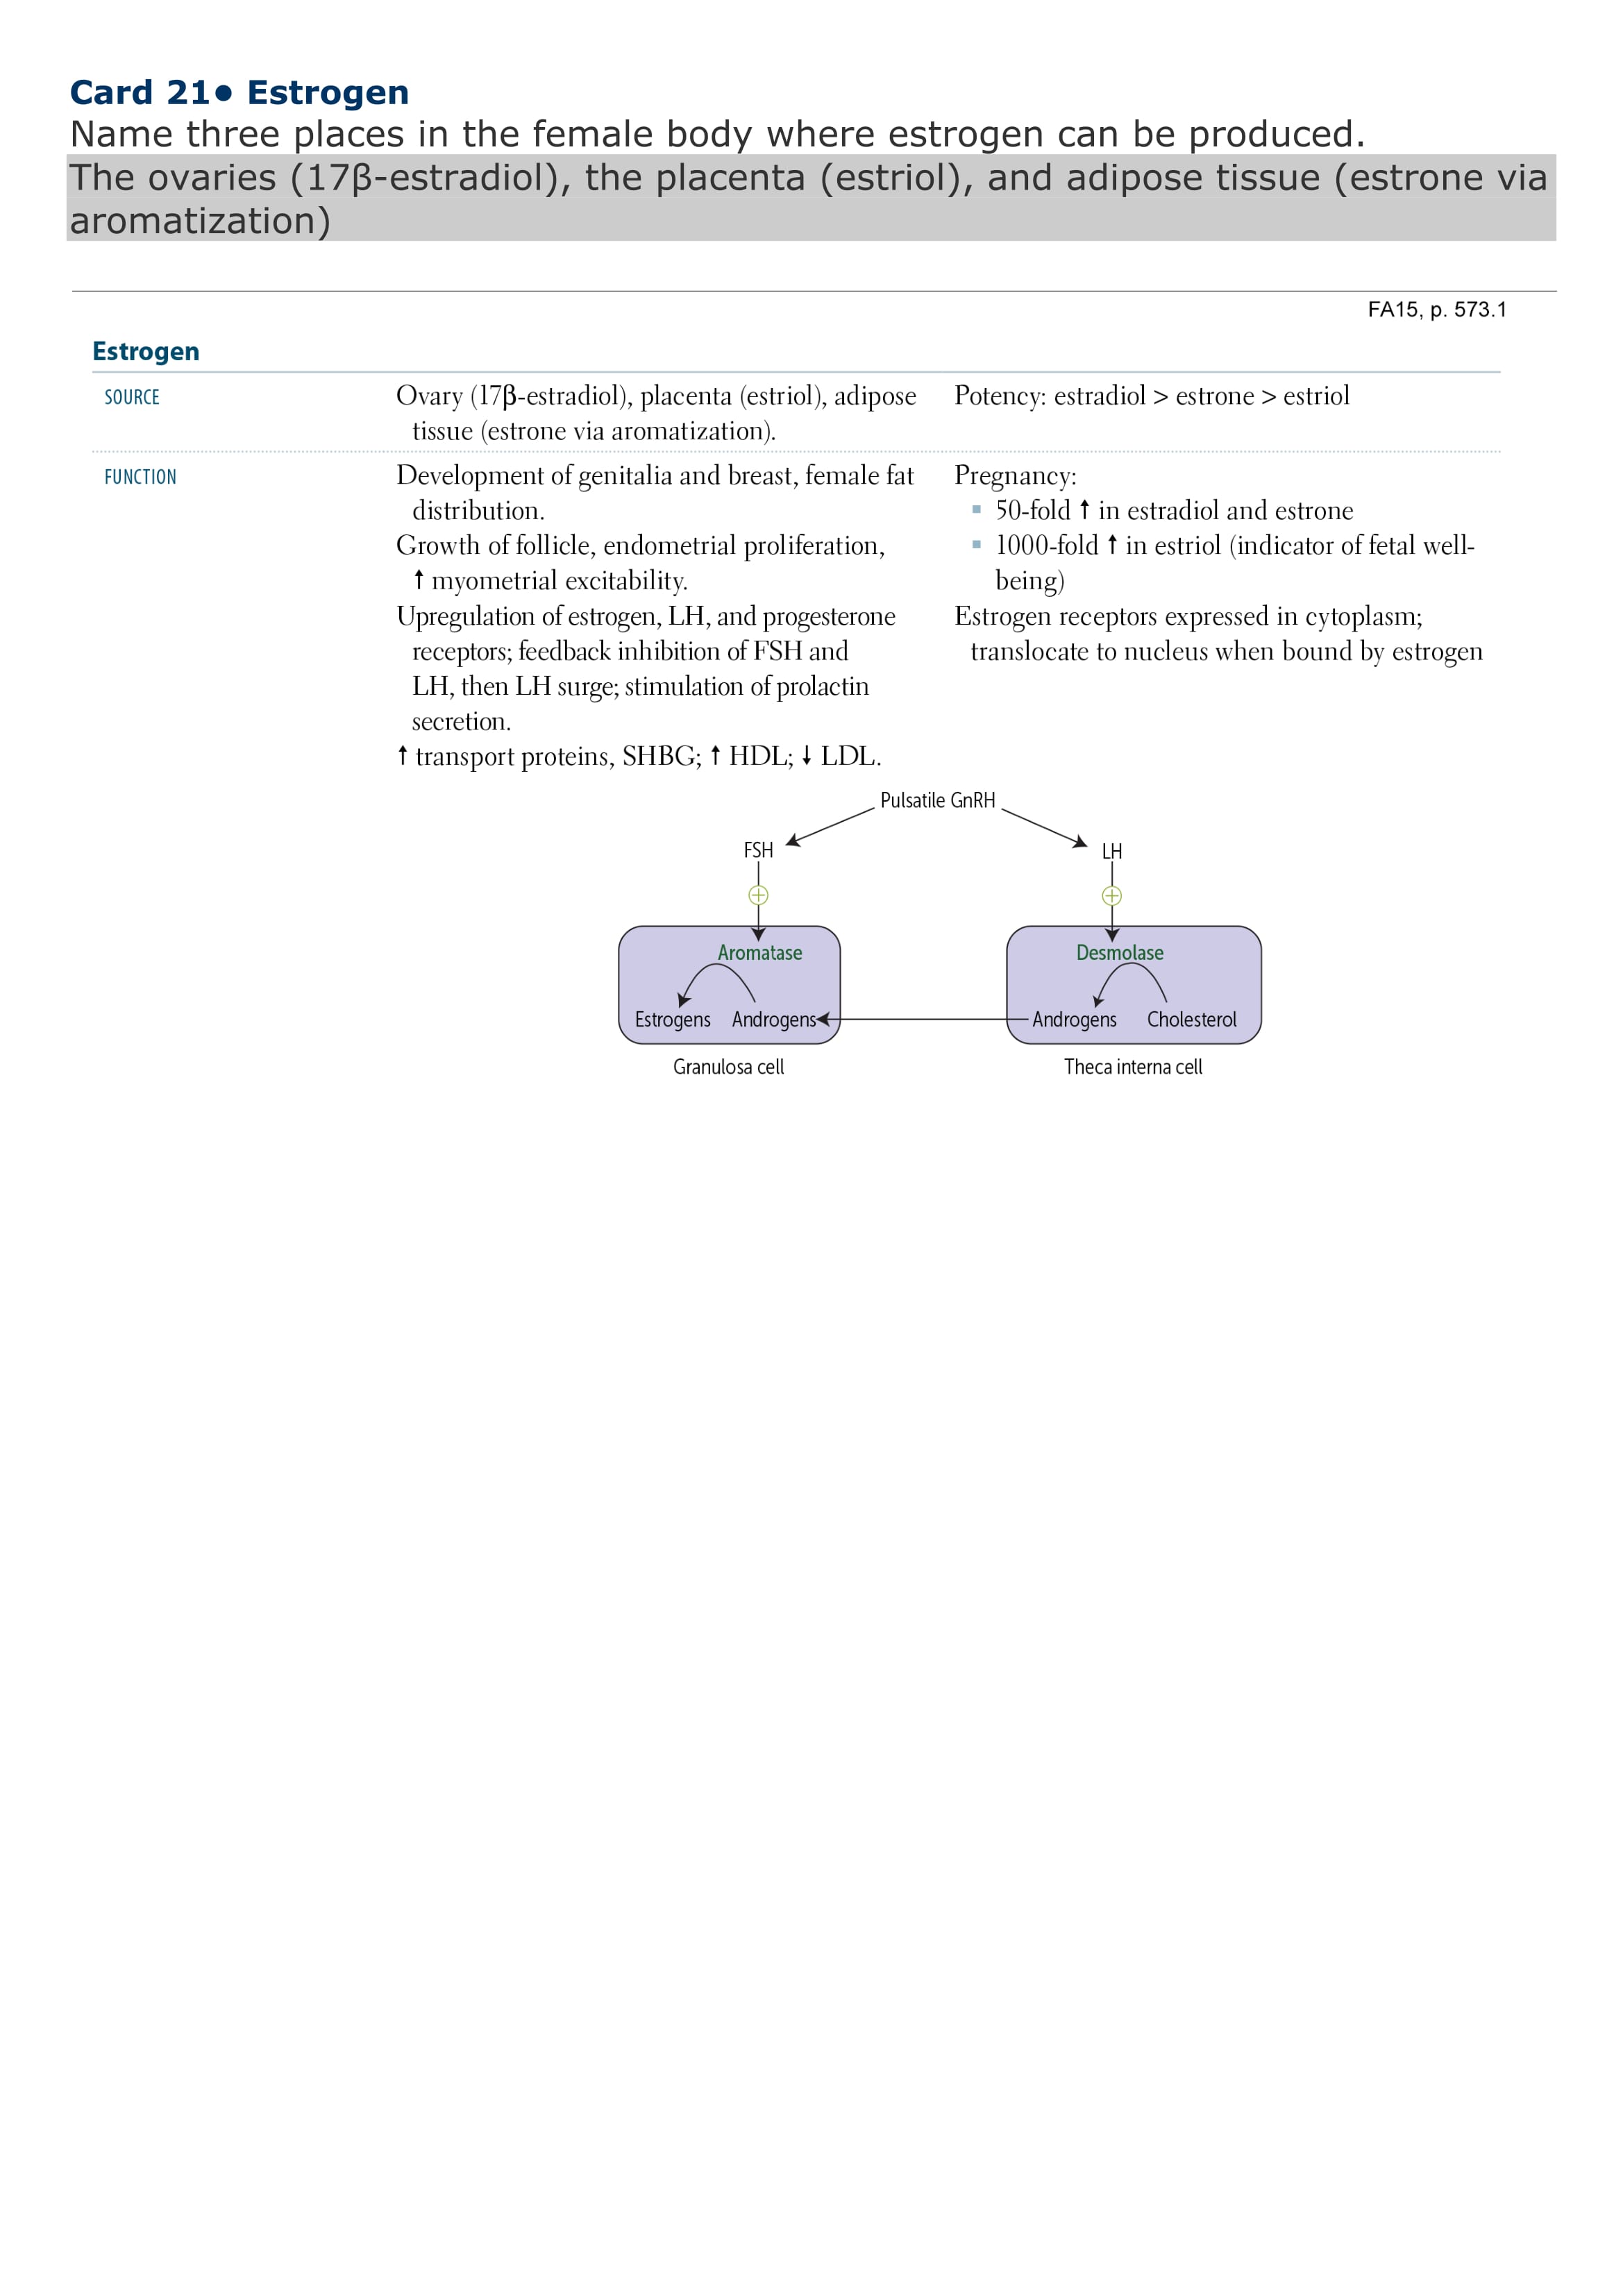 Card 21• Estrogen
Name three places in the female body where estrogen can be produced.
The ovaries (17β-estradiol), the placenta (estriol), and adipose tissue (estrone via
aromatization)
FA15, p. 573.1
Estrogen
SOURCE
Ovary (17β-estradiol), placenta (estriol), adipose
tissue (estrone via aromatization).
Potency: estradiol > estrone > estriol
FUNCTION
Development of genitalia and breast, female fat
distribution.
Growth of follicle, endometrial proliferation,
↑ myometrial excitability.
Upregulation of estrogen, LH, and progesterone
receptors; feedback inhibition of FSH and
LH, then LH surge; stimulation of prolactin
secretion.
↑ transport proteins, SHBG; ↑ HDL; ↓ LDL.
Pregnancy:
▪ 50-fold ↑ in estradiol and estrone
▪ 1000-fold ↑ in estriol (indicator of fetal well-
being)
Estrogen receptors expressed in cytoplasm;
translocate to nucleus when bound by estrogen
Pulsatile GnRH
FSH
LH
+
+
Aromatase
Desmolase
Estrogens Androgens
Androgens Cholesterol
Granulosa cell
Theca interna cell